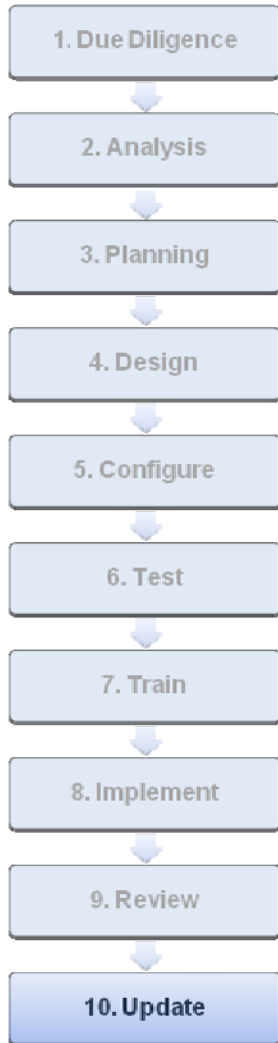 1. Due Diligence
2. Analysis
3. Planning
4. Design
5. Configure
6. Test
7. Train
8. Implement
9. Review
10. Update